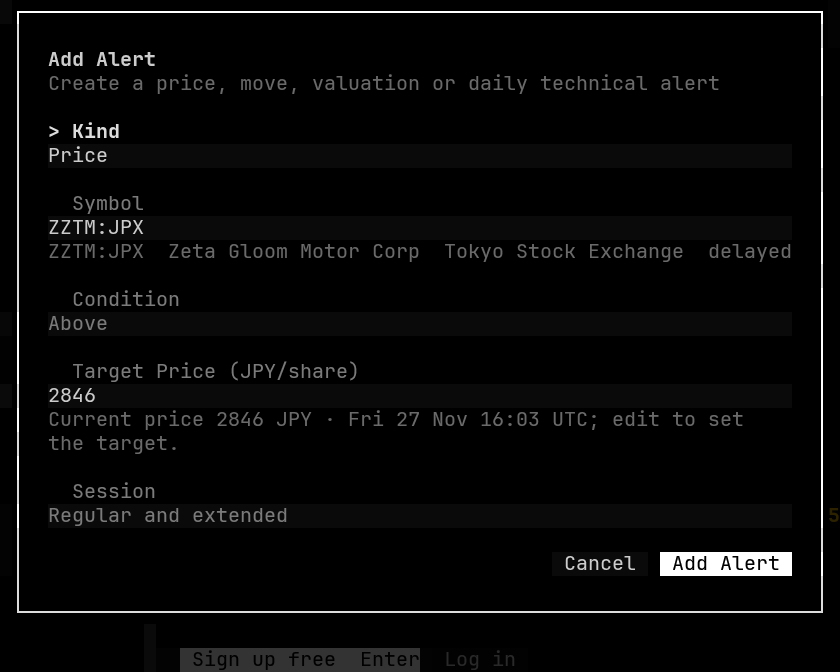 Add Alert
Create a price, move, valuation or daily technical alert
> Kind
Price
Symbol
ZZTM:JPX
ZZTM:JPX  Zeta Gloom Motor Corp  Tokyo Stock Exchange  delayed
Condition
Above
Target Price (JPY/share)
2846
Current price 2846 JPY · Fri 27 Nov 16:03 UTC; edit to set
the target.
Session
Regular and extended
5
Cancel  Add Alert
Sign up free  Enter  Log in